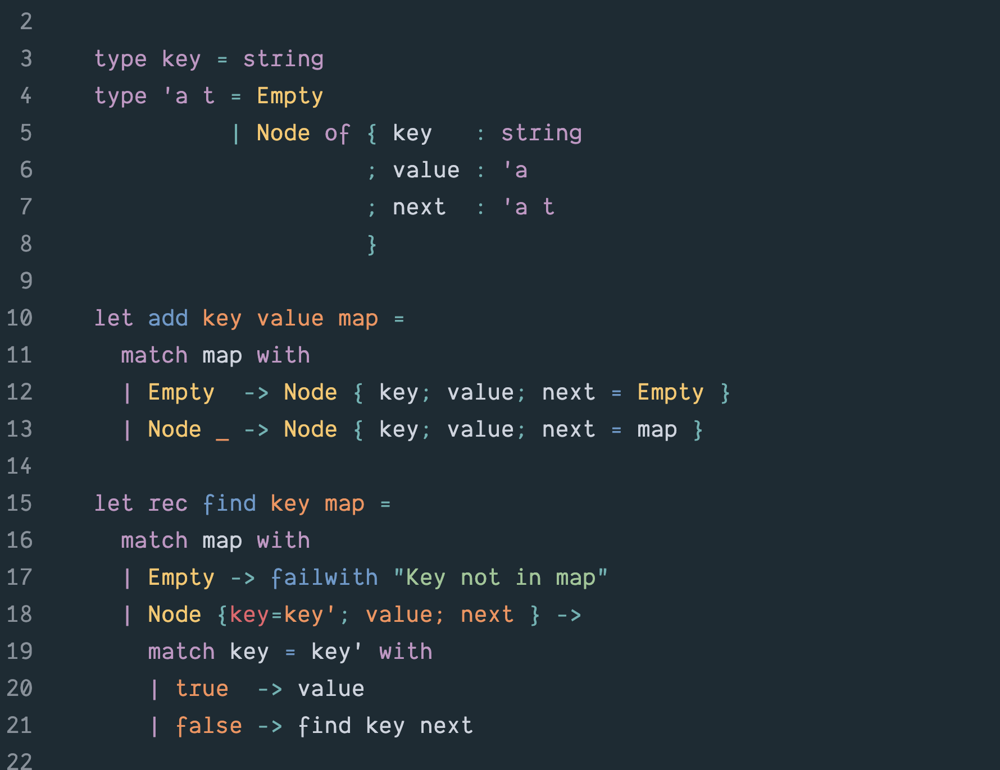 2
3 type key = string
4 type 'a t = Empty
5 | Node of { key : string
6 ; value : 'a
7 ; next : 'a t
8 }
9
10 let add key value map =
11 match map with
12 | Empty -> Node { key; value; next = Empty }
13 | Node _ -> Node { key; value; next = map }
14
15 let rec find key map =
16 match map with
17 | Empty -> failwith "Key not in map"
18 | Node {key=key'; value; next } ->
19 match key = key' with
20 | true -> value
21 | false -> find key next
22